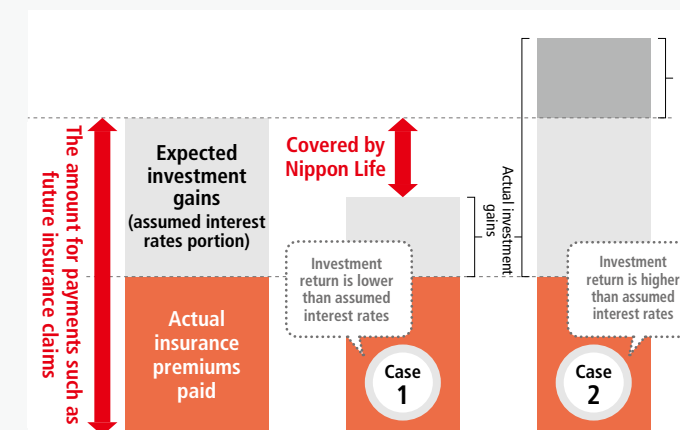 The amount for payments such as
future insurance claims
Expected
investment
gains
(assumed interest
rates portion)
Actual
insurance
premiums
paid
Covered by
Nippon Life
Investment
return is lower
than assumed
interest rates
Case
1
Actual investment
gains
Investment
return is higher
than assumed
interest rates
Case
2